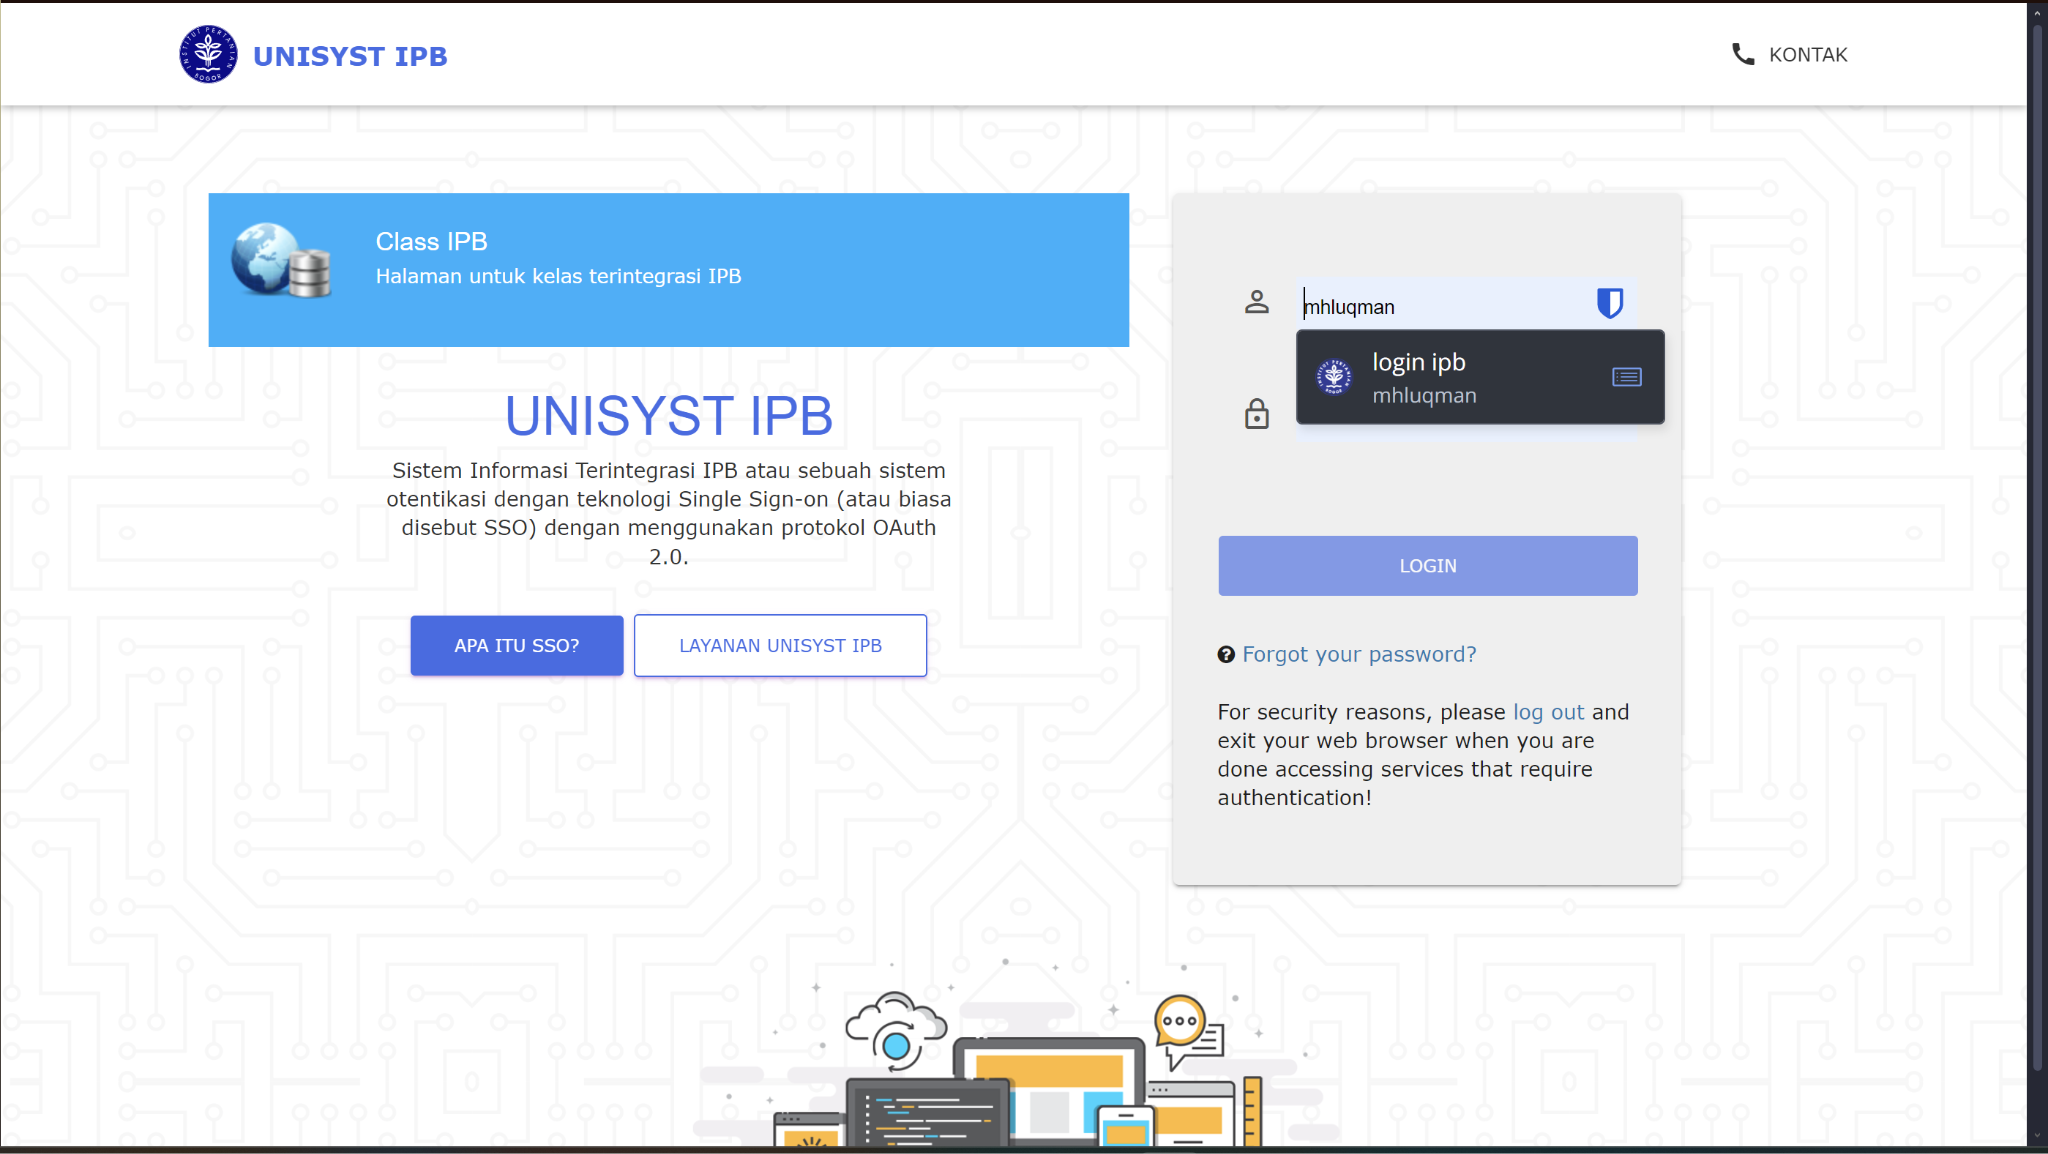 INSTITUT PERTANIAN BOGOR
UNISYST IPB
KONTAK
Class IPB
Halaman untuk kelas terintegrasi IPB
UNISYST IPB
Sistem Informasi Terintegrasi IPB atau sebuah sistem
otentikasi dengan teknologi Single Sign-on (atau biasa
disebut SSO) dengan menggunakan protokol OAuth
2.0.
APA ITU SSO?
LAYANAN UNISYST IPB
mhluqman
login ipb
mhluqman
LOGIN
Forgot your password?
For security reasons, please log out and
exit your web browser when you are
done accessing services that require
authentication!